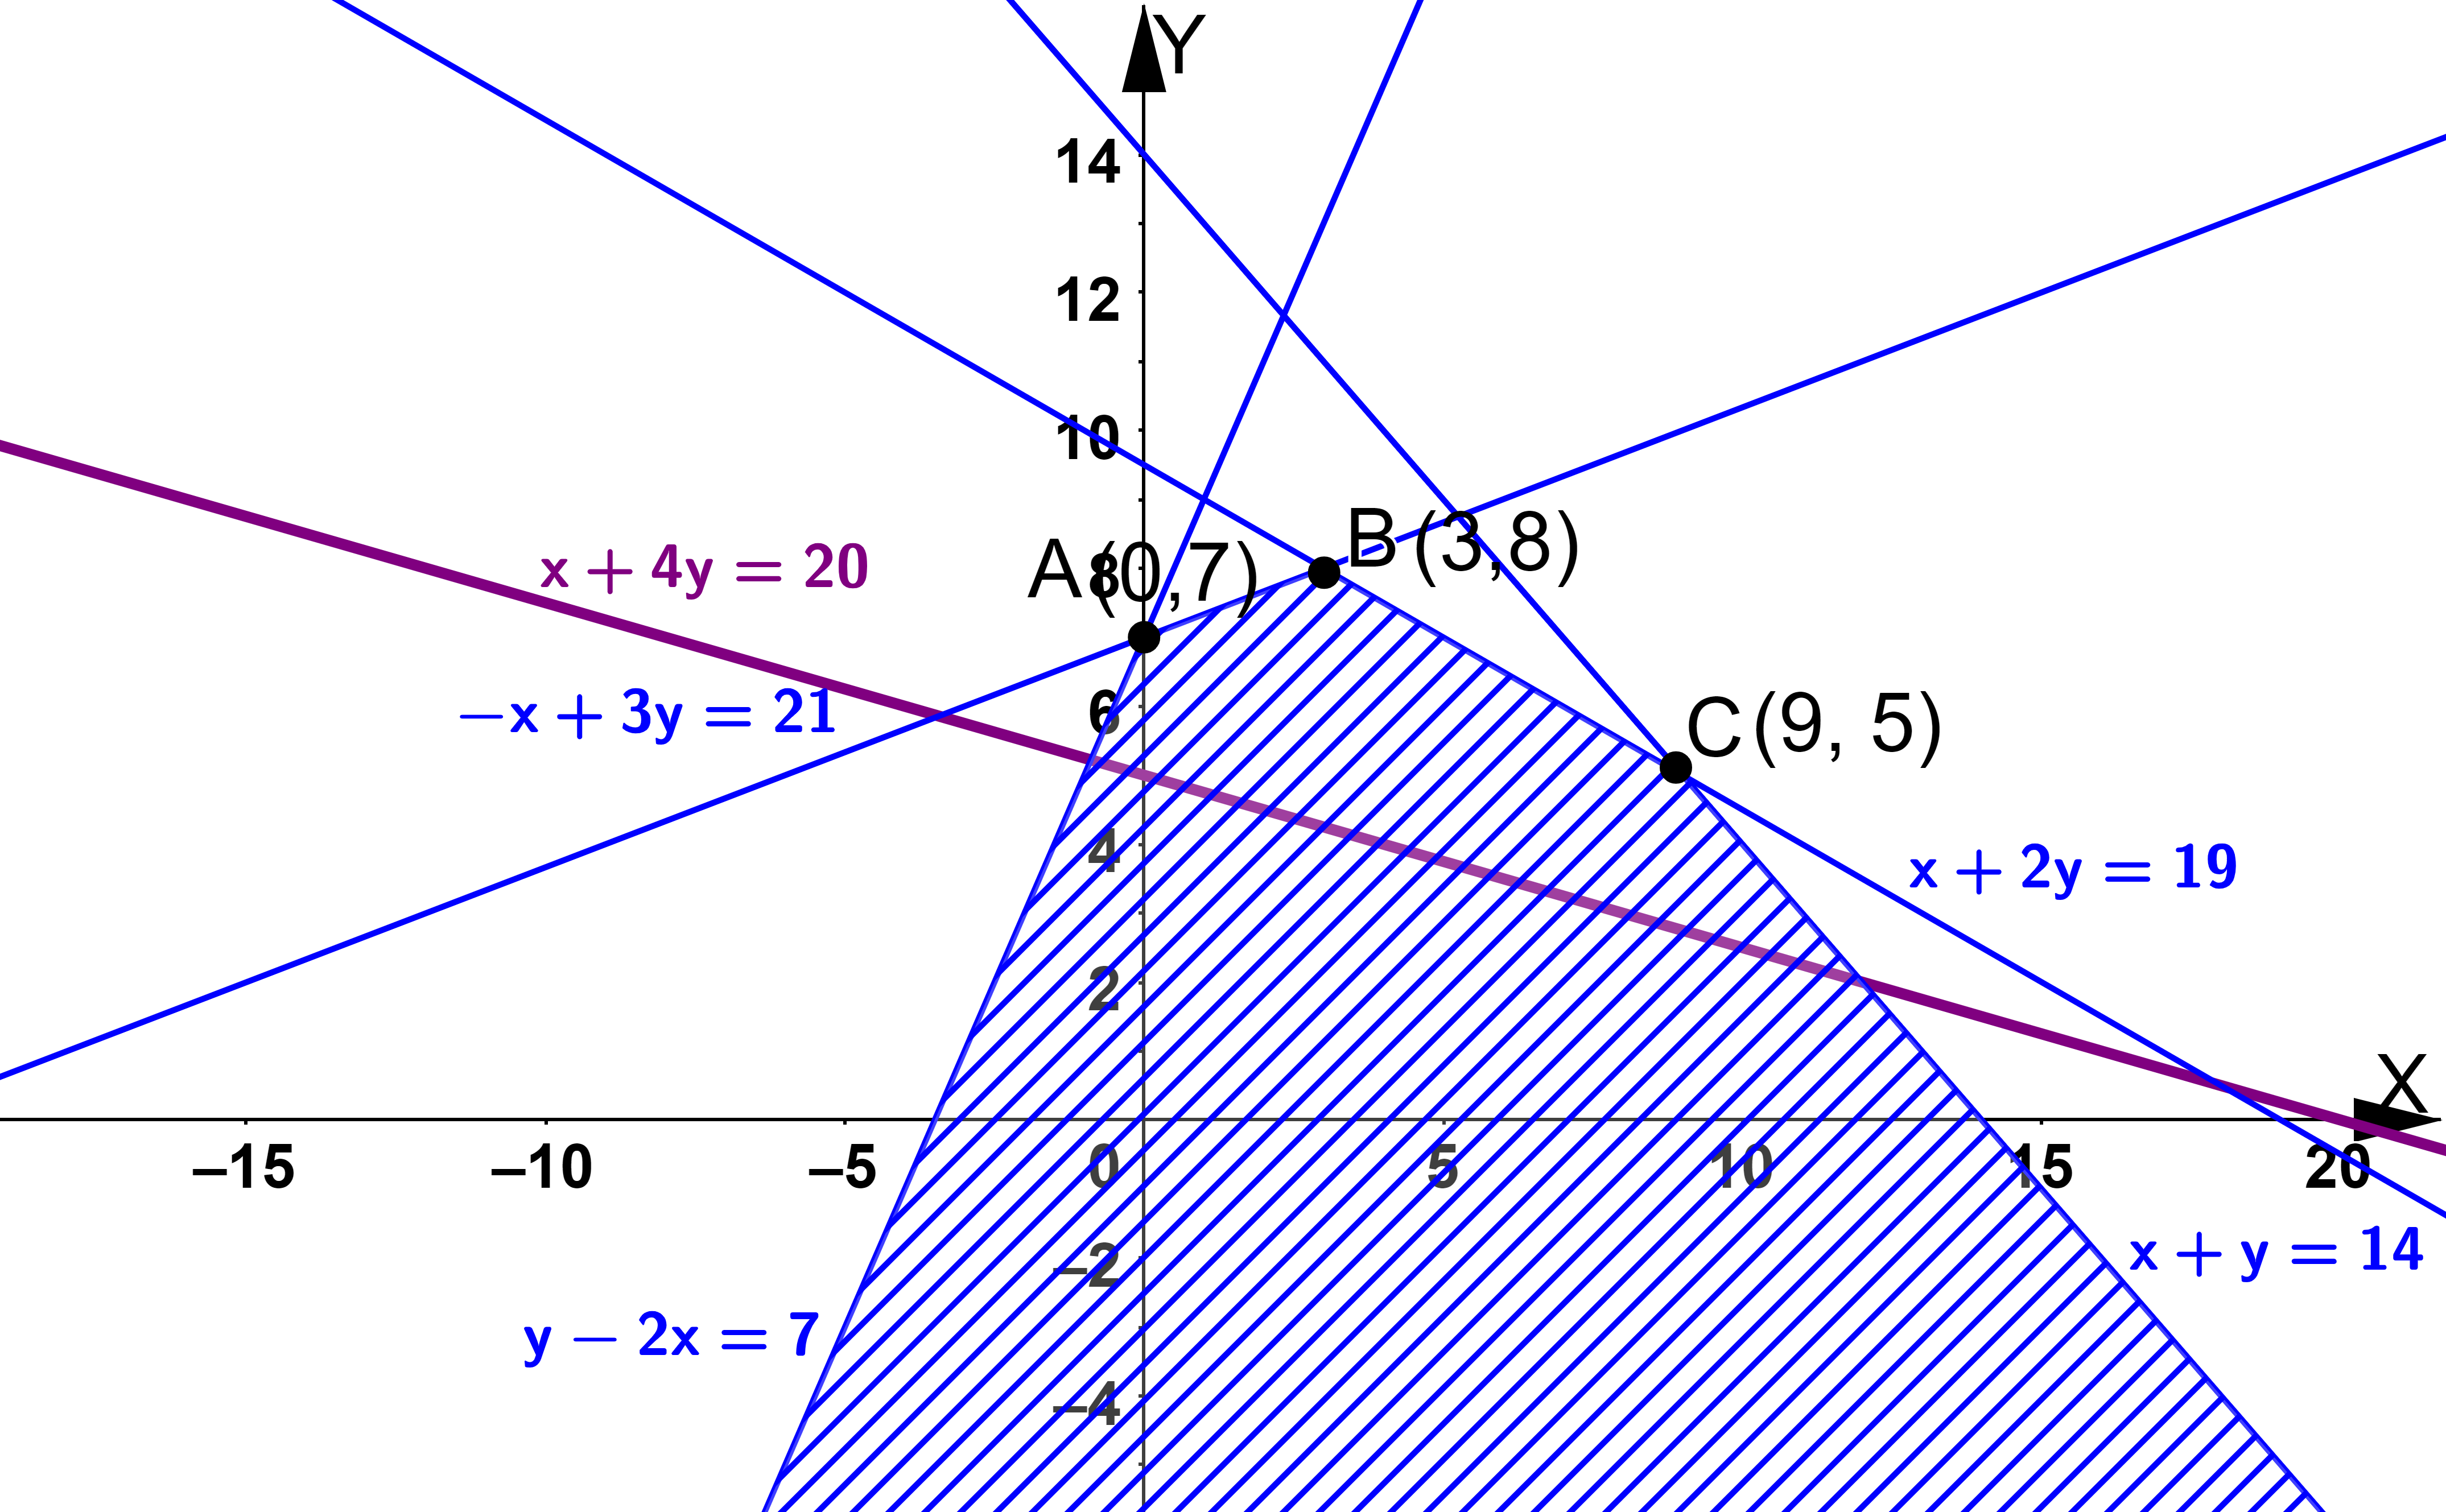 Y
14
12
10
B (3,8)
A (0,7)
8
x + 4y = 20
−x + 3y = 21
6
C (9, 5)
4
x + 2y = 19
2
X
−15
−10
−5
0
5
10
15
20
−2
x + y = 14
y − 2x = 7
−4